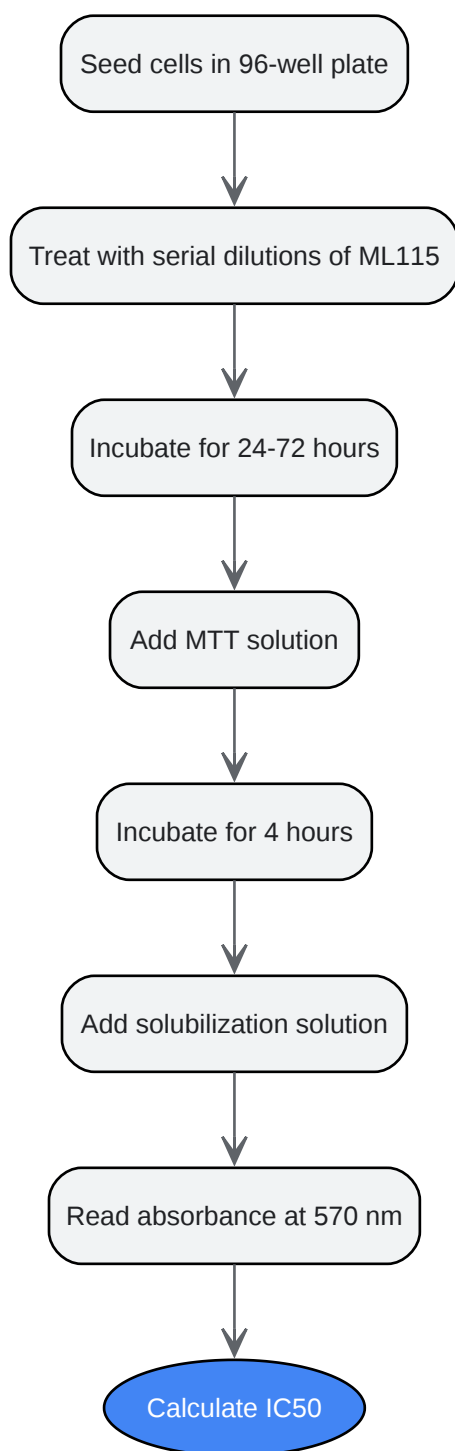 Seed cells in 96-well plate
Treat with serial dilutions of ML115
Incubate for 24-72 hours
Add MTT solution
Incubate for 4 hours
Add solubilization solution
Read absorbance at 570 nm
Calculate IC50